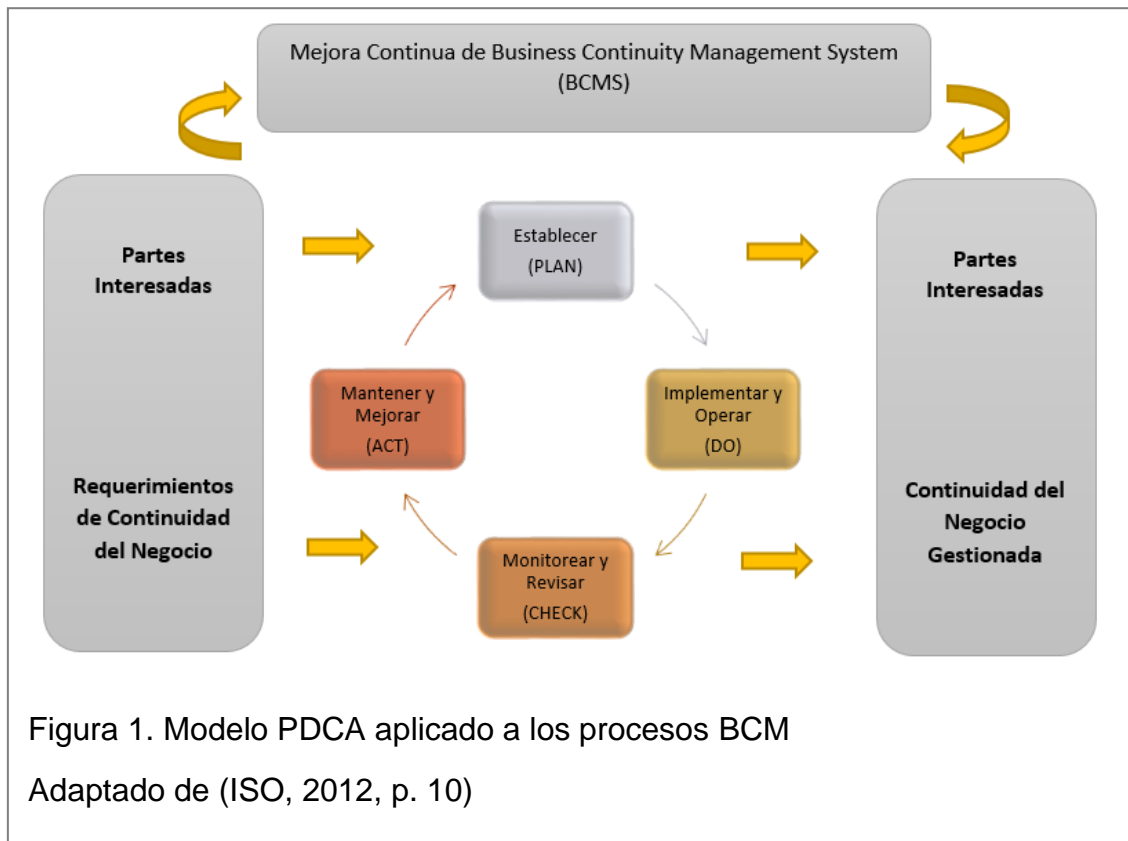 Mejora Continua de Business Continuity Management System
(BCMS)
Partes
Interesadas
Requerimientos
de Continuidad
del Negocio
Establecer
(PLAN)
Implementar y
Operar
(DO)
Monitorear y
Revisar
(CHECK)
Mantener y
Mejorar
(ACT)
Partes
Interesadas
Continuidad del
Negocio
Gestionada
Figura 1. Modelo PDCA aplicado a los procesos BCM
Adaptado de (ISO, 2012, p. 10)